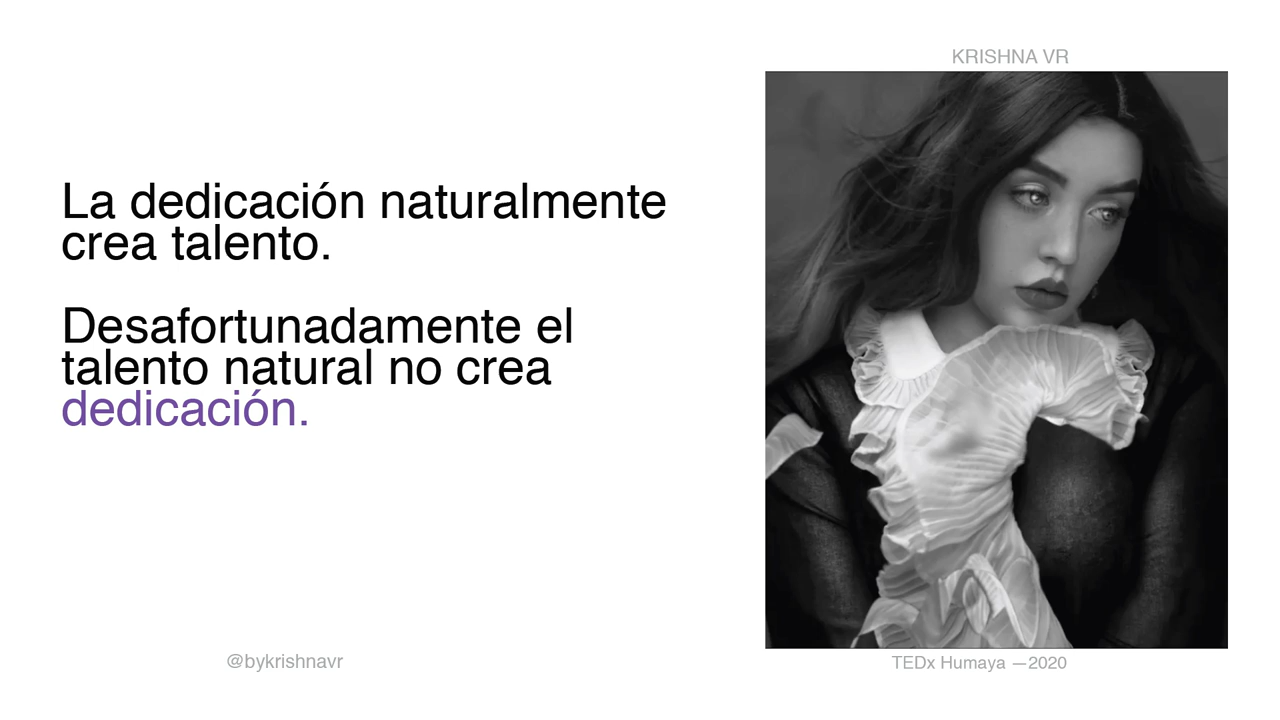 KRISHNA VR
La dedicación naturalmente
crea talento.
Desafortunadamente el
talento natural no crea
dedicación.
@bykrishnavr
TEDx Humaya —2020